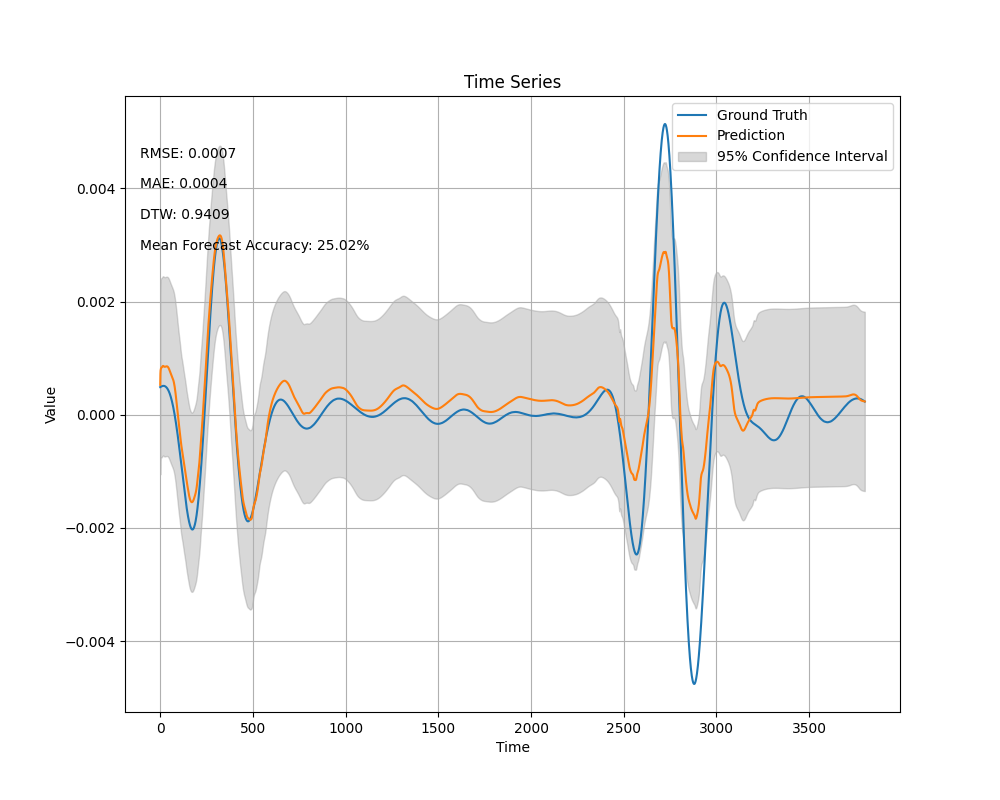 Time Series
Ground Truth
Prediction
95% Confidence Interval
RMSE: 0.0007
MAE: 0.0004
DTW: 0.9409
Mean Forecast Accuracy: 25.02%
Value
0.004
0.002
0.000
−0.002
−0.004
0 500 1000 1500 2000 2500 3000 3500
Time